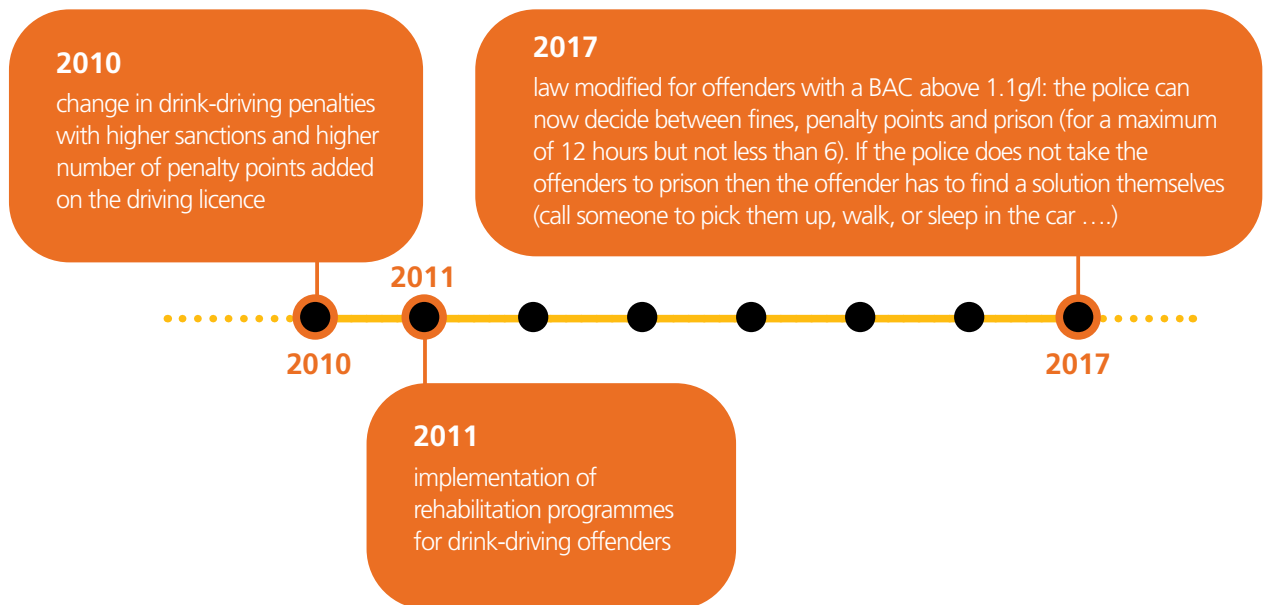 2010
change in drink-driving penalties
with higher sanctions and higher
number of penalty points added
on the driving licence
2017
law modified for offenders with a BAC above 1.1g/l: the police can
now decide between fines, penalty points and prison (for a maximum
of 12 hours but not less than 6). If the police does not take the
offenders to prison then the offender has to find a solution themselves
(call someone to pick them up, walk, or sleep in the car ….)
2011
2010
2017
2011
implementation of
rehabilitation programmes
for drink-driving offenders